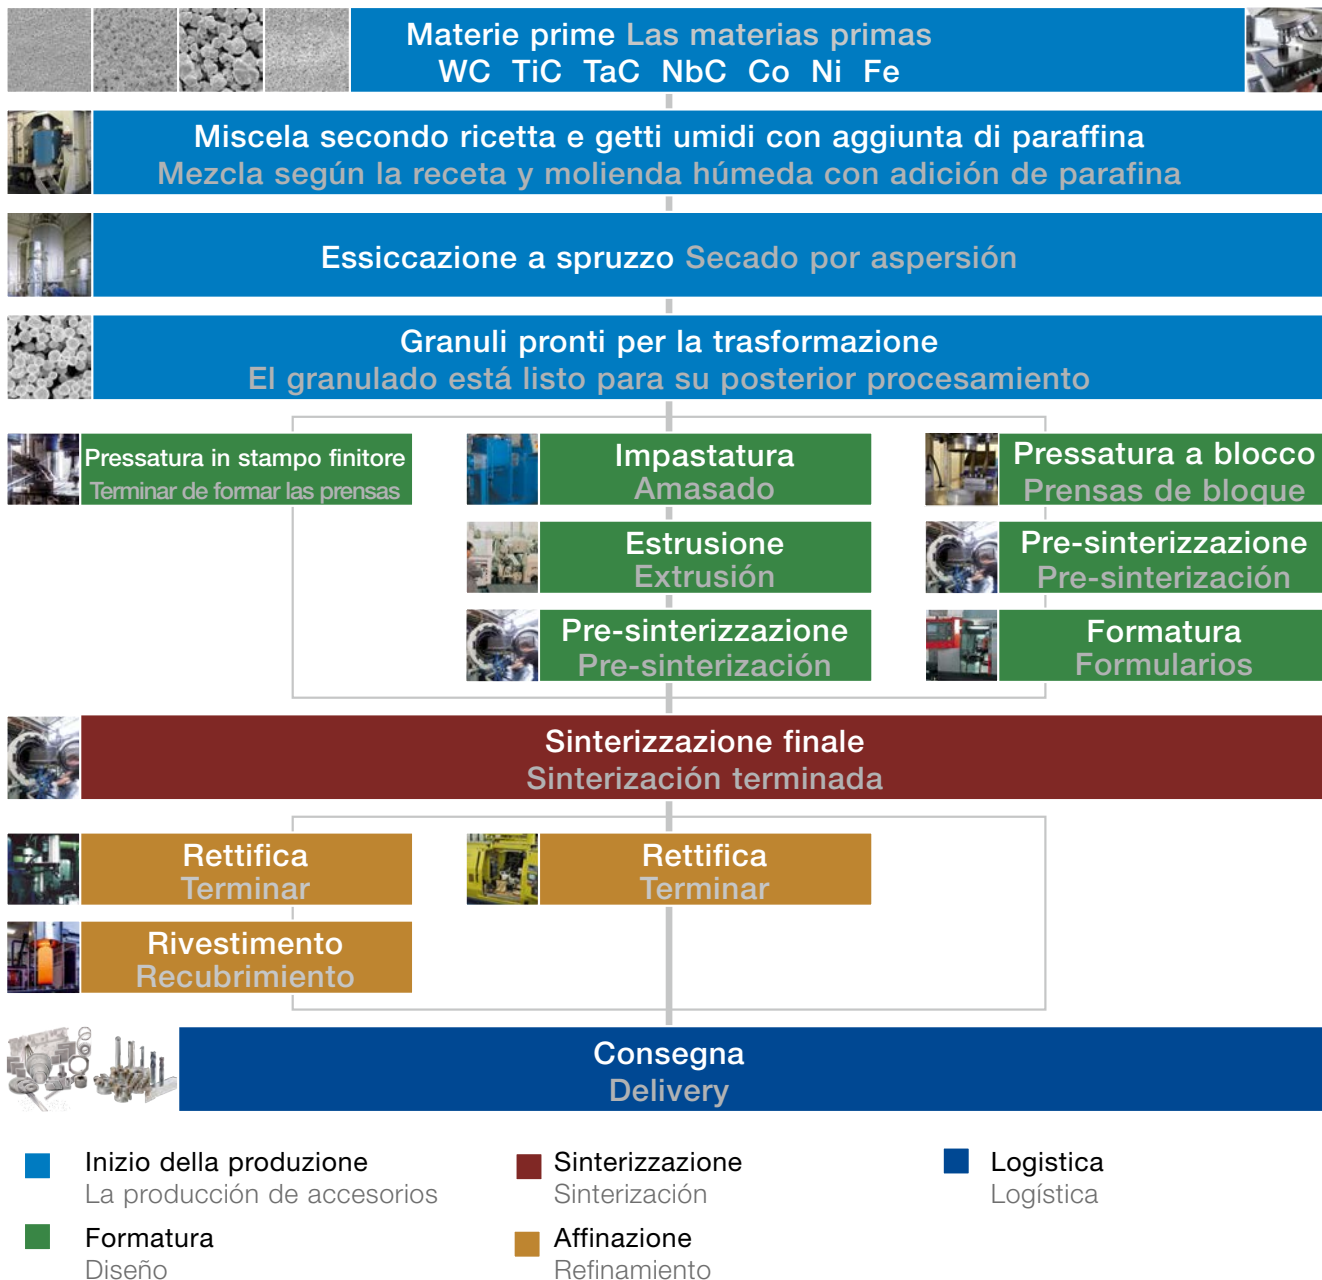 Materie prime Las materias primas
WC TiC TaC NbC Co Ni Fe
Miscela secondo ricetta e getti umidi con aggiunta di paraffina
Mezcla según la receta y molienda húmeda con adición de parafina
Essiccazione a spruzzo Secado por aspersión
Granuli pronti per la trasformazione
El granulado está listo para su posterior procesamiento
Pressatura in stampo finitore
Terminar de formar las prensas
Impastatura
Amasado
Pressatura a blocco
Prensas de bloque
Estrusione
Extrusión
Pre-sinterizzazione
Pre-sinterización
Pre-sinterizzazione
Pre-sinterización
Formatura
Formularios
Sinterizzazione finale
Sinterización terminada
Rettifica
Terminar
Rettifica
Terminar
Rivestimento
Recubrimiento
Consegna
Delivery
Inizio della produzione
La producción de accesorios
Sinterizzazione
Sinterización
Logistica
Logística
Formatura
Diseño
Affinazione
Refinamiento